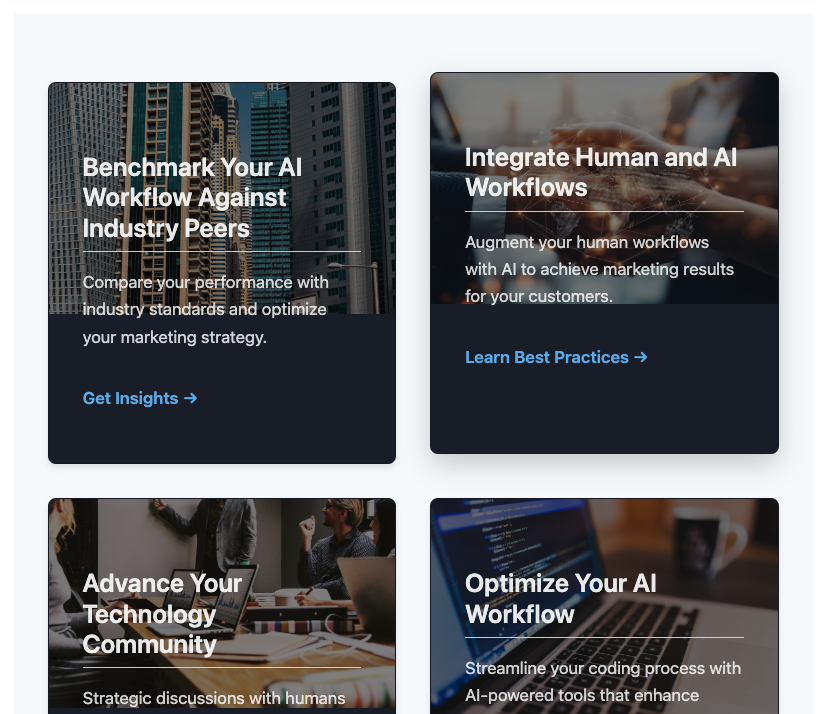 Benchmark Your AI
Workflow Against
Industry Peers
Compare your performance with
industry standards and optimize
your marketing strategy.
Get Insights →
Integrate Human and AI
Workflows
Augment your human workflows
with AI to achieve marketing results
for your customers.
Learn Best Practices →
Advance Your
Technology
Community
Strategic discussions with humans
Optimize Your AI
Workflow
Streamline your coding process with
AI-powered tools that enhance